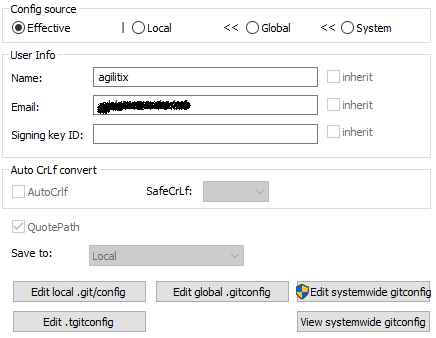 Config source
Effective | Local << Global << System
User Info
Name: agilitix inherit
Email: inherit
Signing key ID: inherit
Auto CrLf convert
AutoCrlf SafeCrLf:
QuotePath
Save to: Local
Edit local .git/config Edit global .gitconfig Edit systemwide gitconfig
Edit .tgitconfig View systemwide gitconfig